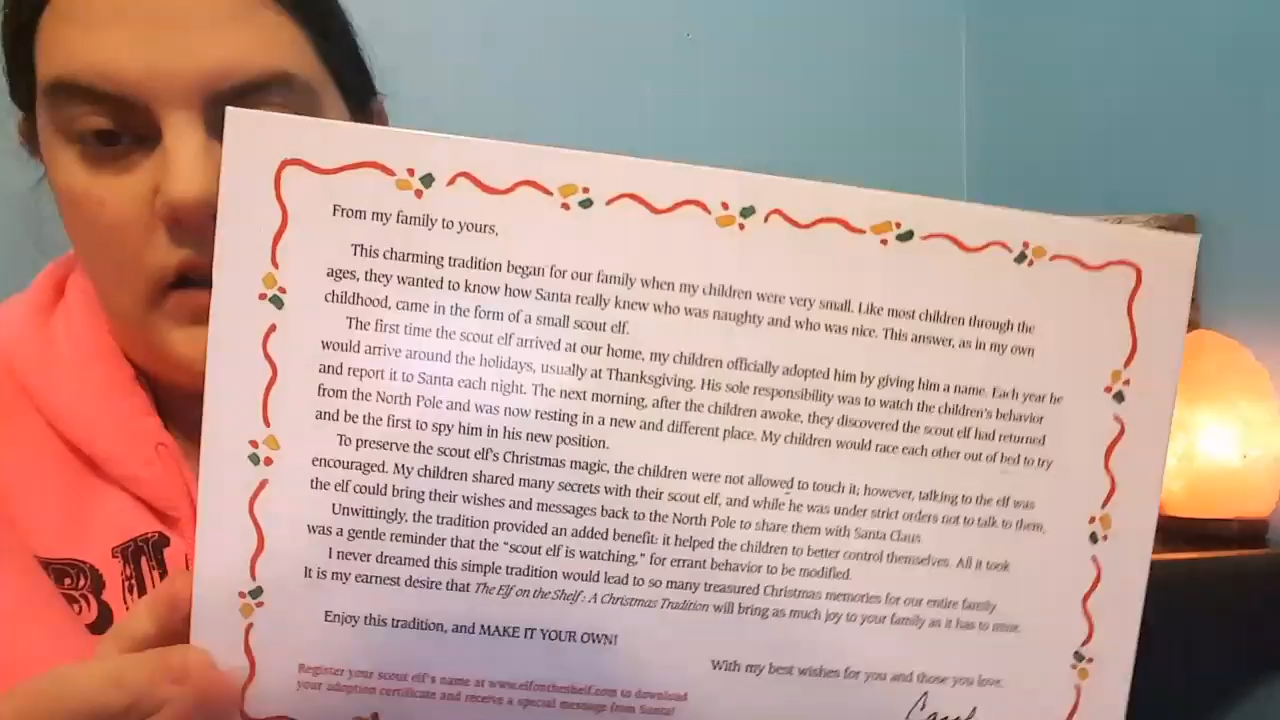 From my family to yours,
This charming tradition began for our family when my children were very small. Like most children through the
ages, they wanted to know how Santa really knew who was naughty and who was nice. This answer, as in my own
childhood, came in the form of a small scout elf.
The first time the scout elf arrived at our home, my children officially adopted him by giving him a name. Each year he
would arrive around the holidays, usually at Thanksgiving. His sole responsibility was to watch the children's behavior
and report it to Santa each night. The next morning, after the children awoke, they discovered the scout elf had returned
from the North Pole and was now resting in a new and different place. My children would race each other out of bed to try
and be the first to spy him in his new position.
To preserve the scout elf's Christmas magic, the children were not allowed to touch it; however, talking to the elf was
encouraged. My children shared many secrets with their scout elf, and while he was under strict orders not to talk to them,
the elf could bring their wishes and messages back to the North Pole to share them with Santa Claus.
Unwittingly, the tradition provided an added benefit: it helped the children to better control themselves. All it took
was a gentle reminder that the "scout elf is watching," for errant behavior to be modified.
I never dreamed this simple tradition would lead to so many treasured Christmas memories for our entire family.
It is my earnest desire that The Elf on the Shelf: A Christmas Tradition will bring as much joy to your family as it has to mine.
Enjoy this tradition, and MAKE IT YOUR OWN!
With my best wishes for you and those you love,
Register your scout elf's name at www.elfontheshelf.com to download
your adoption certificate and receive a special message from Santa!